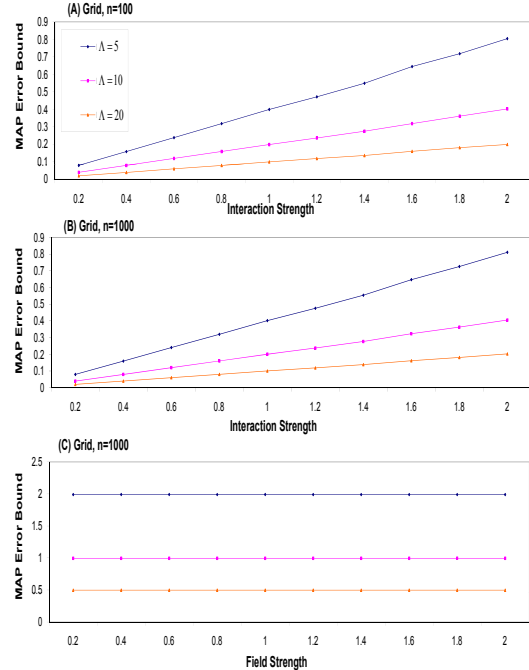 (A) Grid, n=100
MAP Error Bound
0.9
0.8
0.7
0.6
0.5
0.4
0.3
0.2
0.1
0
Λ = 5
Λ = 10
Λ = 20
0.2 0.4 0.6 0.8 1 1.2 1.4 1.6 1.8 2
Interaction Strength
(B) Grid, n=1000
MAP Error Bound
0.9
0.8
0.7
0.6
0.5
0.4
0.3
0.2
0.1
0
0.2 0.4 0.6 0.8 1 1.2 1.4 1.6 1.8 2
Interaction Strength
(C) Grid, n=1000
MAP Error Bound
2.5
2
1.5
1
0.5
0
0.2 0.4 0.6 0.8 1 1.2 1.4 1.6 1.8 2
Field Strength